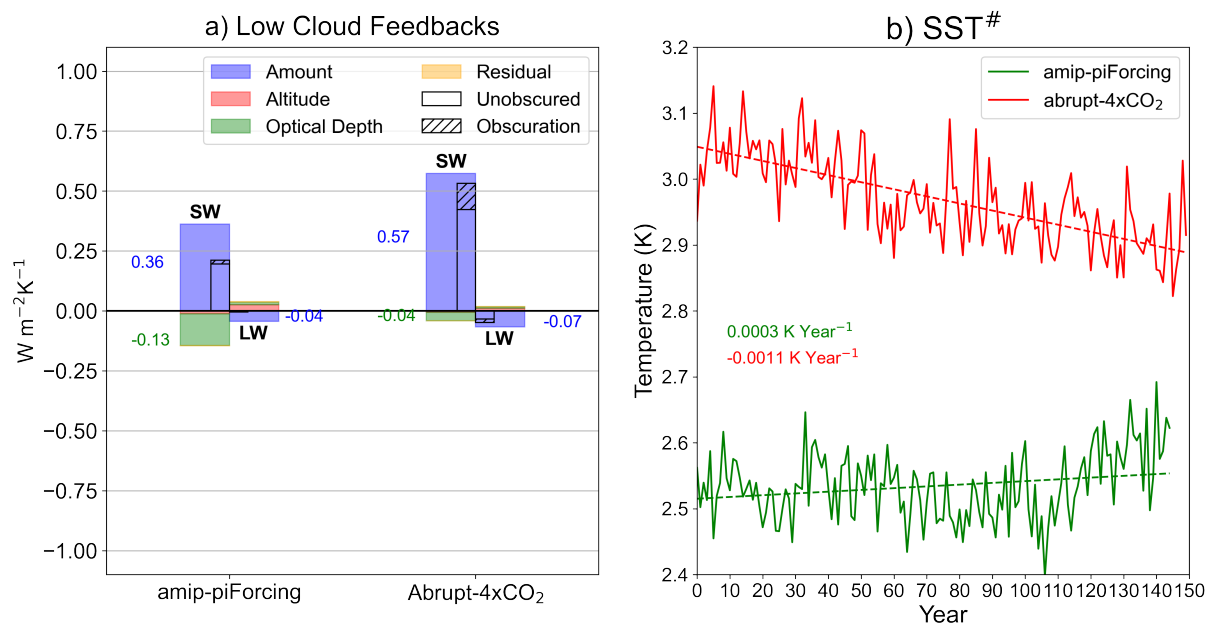 a) Low Cloud Feedbacks
W m⁻²K⁻¹
1.00
0.75
0.50
0.25
0.00
−0.25
−0.50
−0.75
−1.00
Amount
Altitude
Optical Depth
Residual
Unobscured
Obscuration
SW
0.36
-0.13
-0.04
LW
SW
0.57
-0.04
-0.07
LW
amip-piForcing
Abrupt-4xCO₂
b) SST#
Temperature (K)
3.2
3.1
3.0
2.9
2.8
2.7
2.6
2.5
2.4
amip-piForcing
abrupt-4xCO₂
0.0003 K Year⁻¹
-0.0011 K Year⁻¹
0 10 20 30 40 50 60 70 80 90 100 110 120 130 140 150
Year